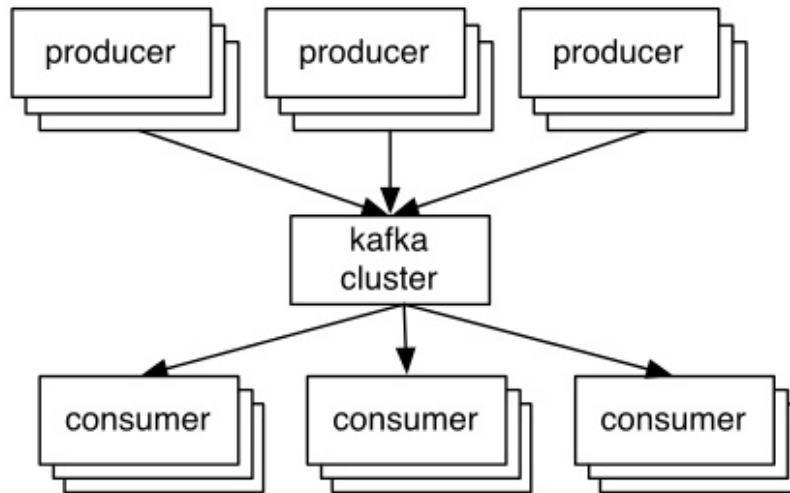 producer
producer
producer
kafka
cluster
consumer
consumer
consumer